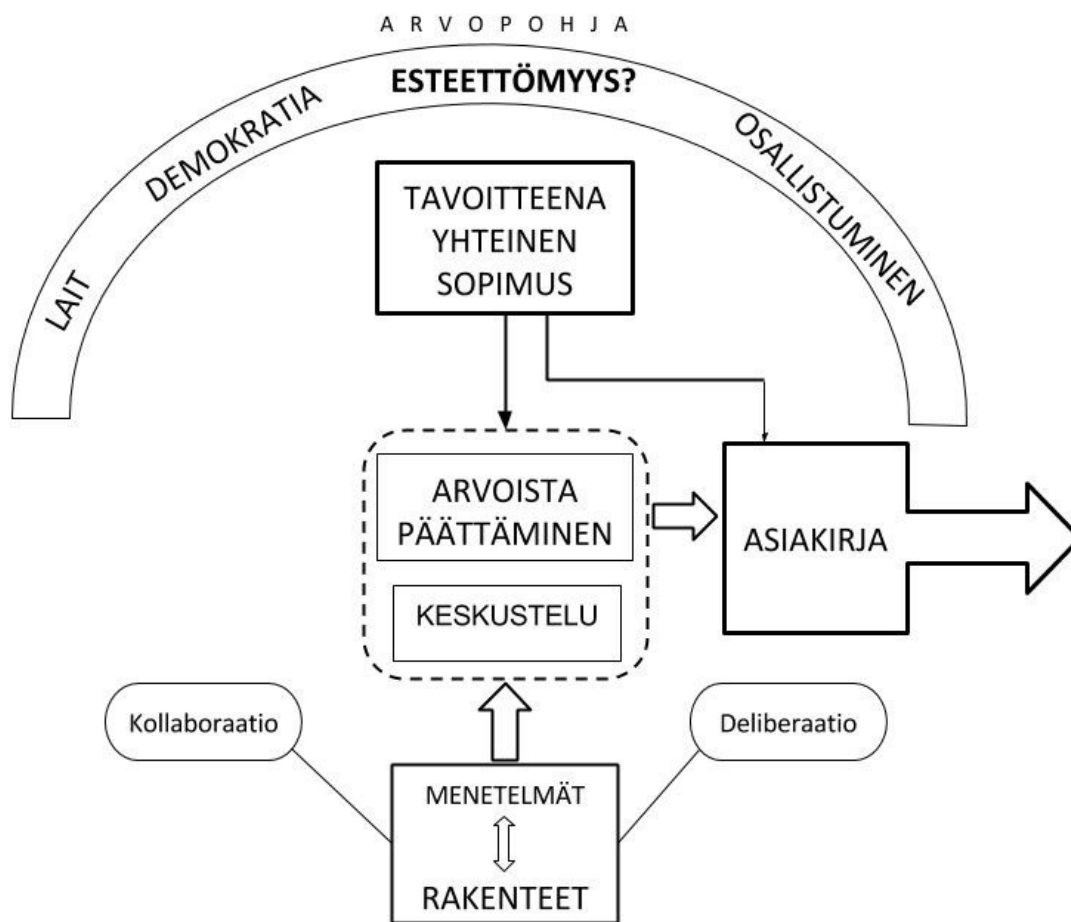 A R V O P O H J A
ESTEETTÖMYYS?
DEMOKRATIA
LAIT
OSALLISTUMINEN
TAVOITTEENA
YHTEINEN
SOPIMUS
ARVOISTA
PÄÄTTÄMINEN
KESKUSTELU
ASIAKIRJA
Kollaboraatio
Deliberaatio
MENETELMÄT
RAKENTEET